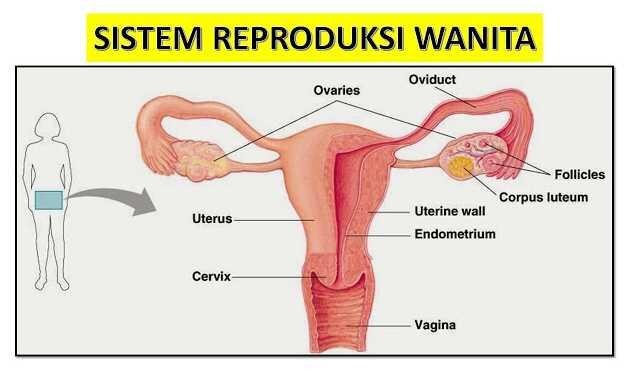 SISTEM REPRODUKSI WANITA
Oviduct
Ovaries
Follicles
Corpus luteum
Uterus
Uterine wall
Endometrium
Cervix
Vagina